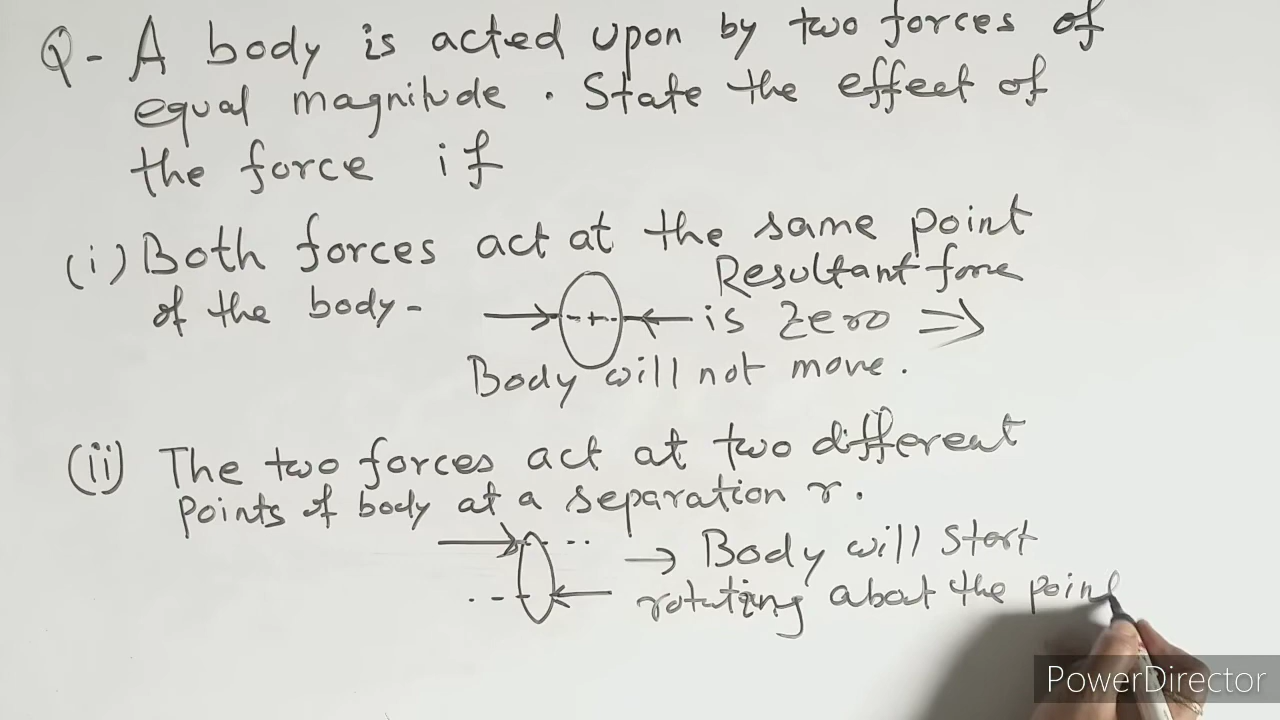 Q- A body is acted upon by two forces of
equal magnitude. State the effect of
the force if
(i) Both forces act at the same point
of the body-
Resultant force
is zero ⇒
Body will not move.
(ii) The two forces act at two different
points of body at a separation r.
→ Body will start
rotating about the point
PowerDirector